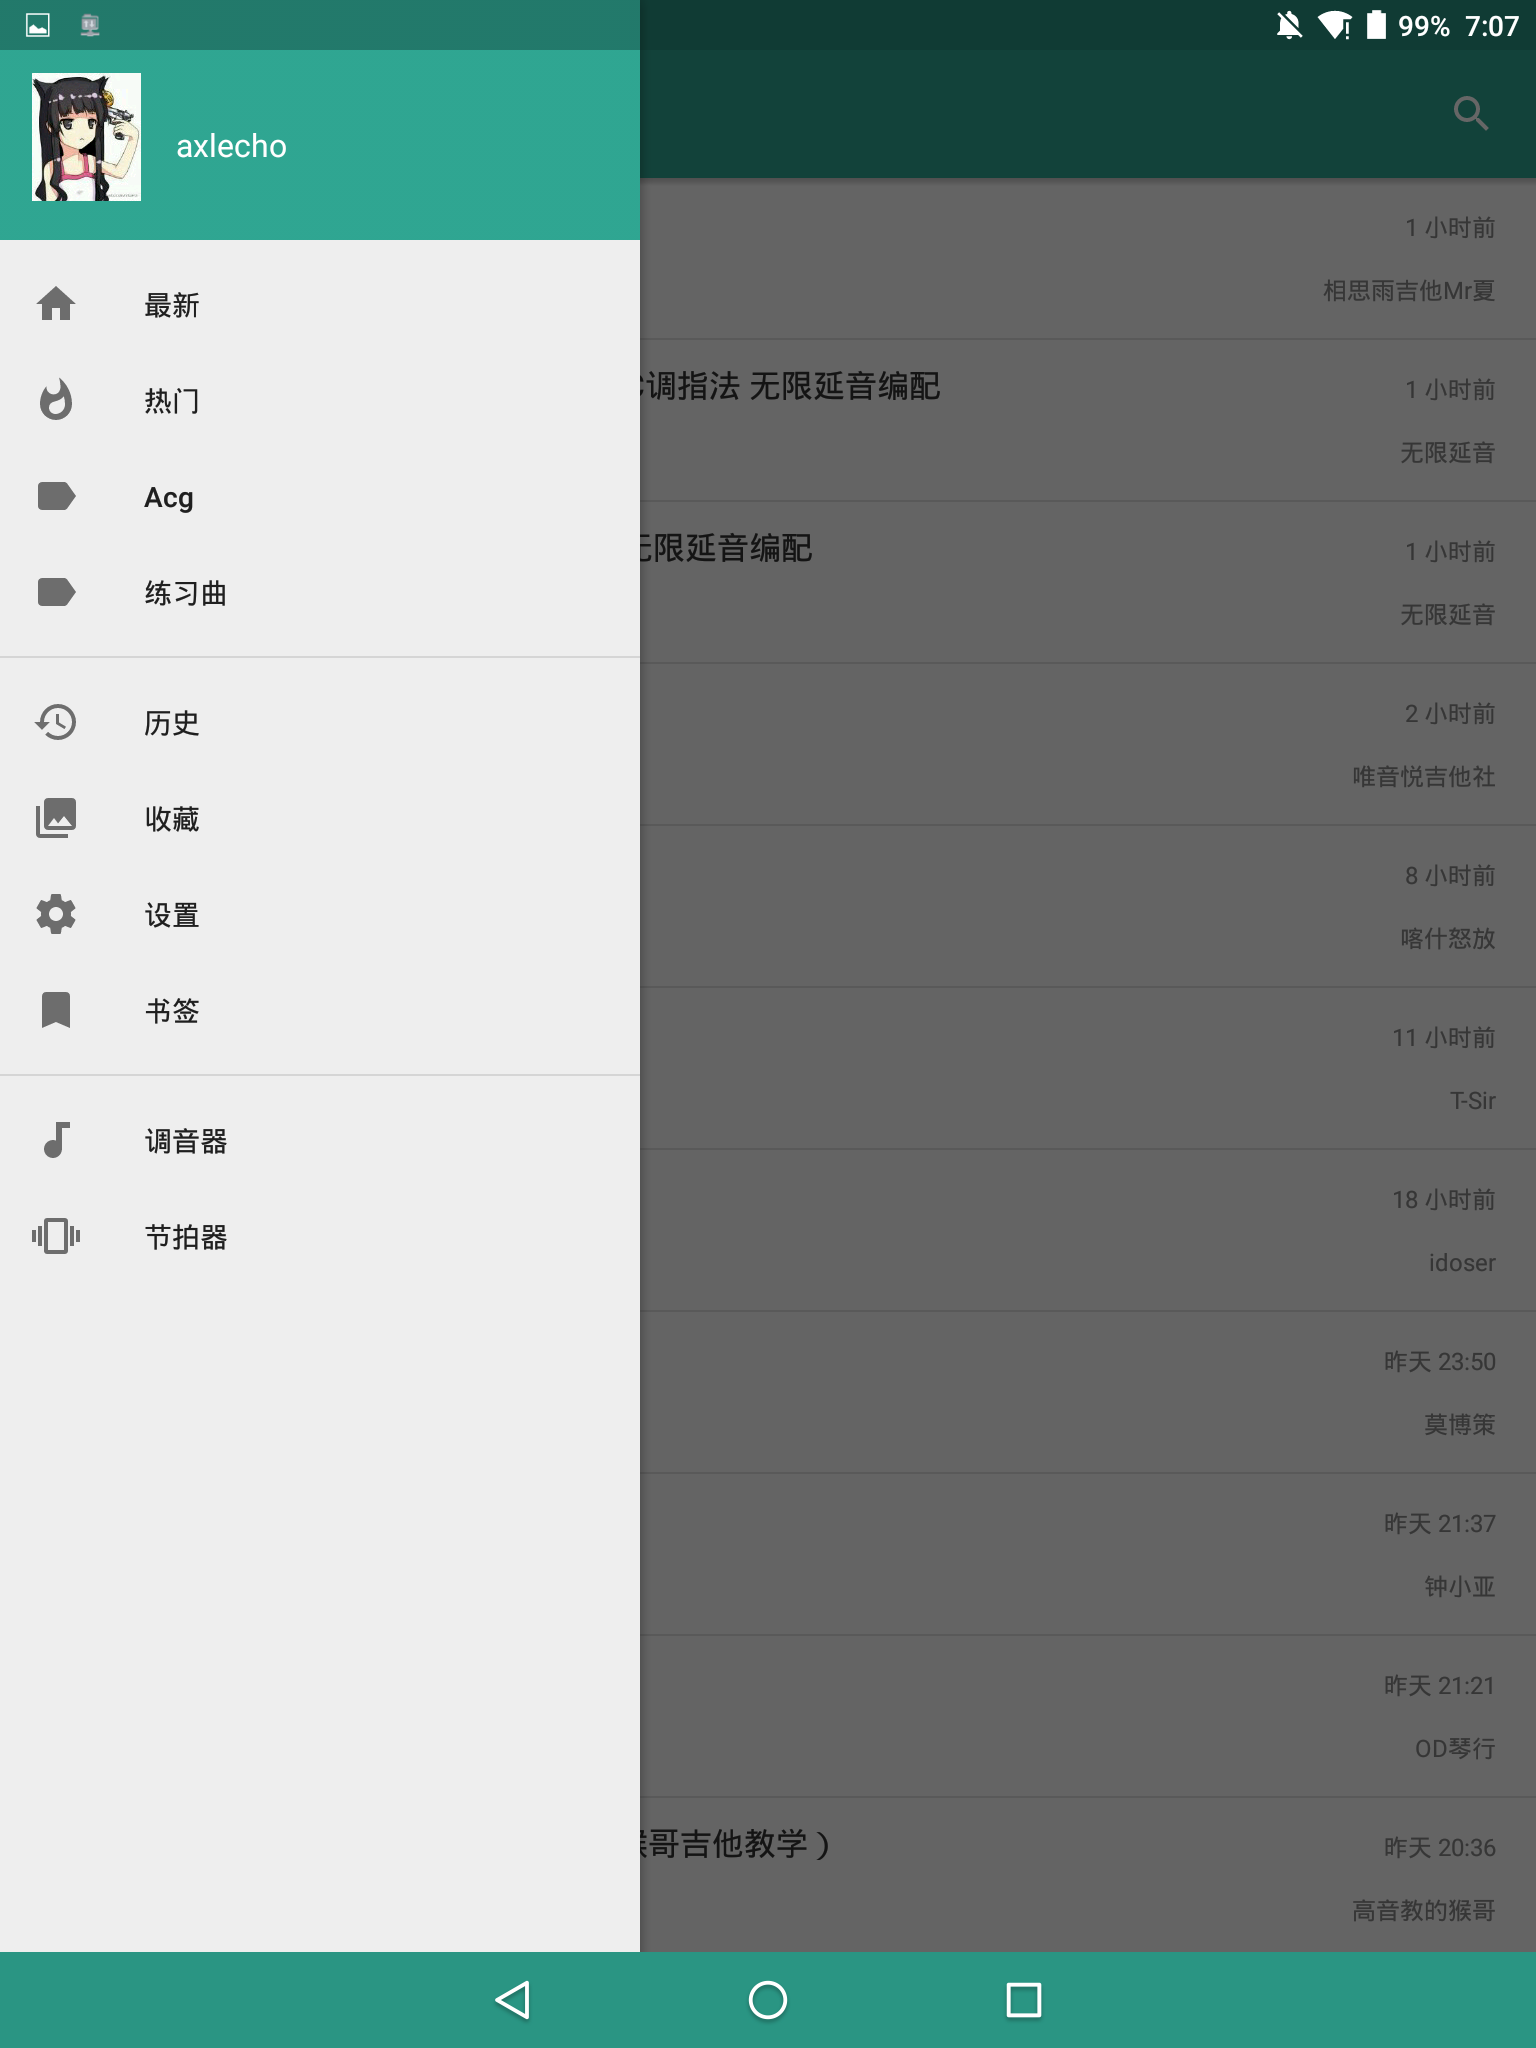 99% 7:07
axlecho
最新
热门
Acg
练习曲
历史
收藏
设置
书签
调音器
节拍器
1 小时前
相思雨吉他Mr夏
调指法 无限延音编配
1 小时前
无限延音
限延音编配
1 小时前
无限延音
2 小时前
唯音悦吉他社
8 小时前
喀什怒放
11 小时前
T-Sir
18 小时前
idoser
昨天 23:50
莫博策
昨天 21:37
钟小亚
昨天 21:21
OD琴行
哥吉他教学）
昨天 20:36
高音教的猴哥